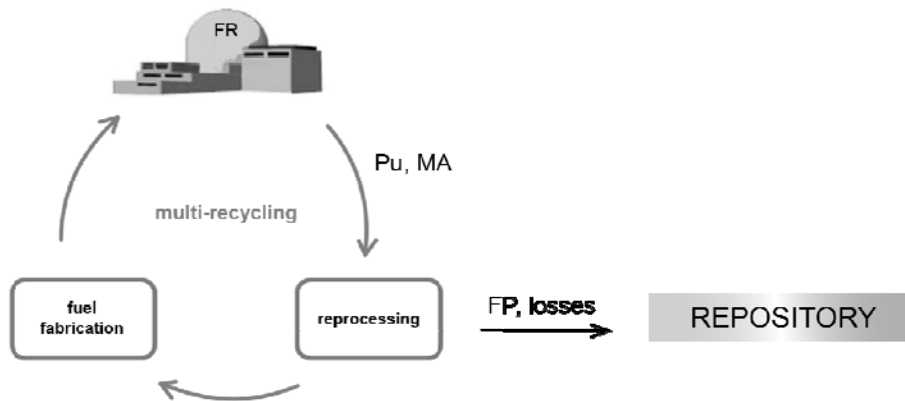 FR
Pu, MA
multi-recycling
fuel
fabrication
reprocessing
FP, losses
REPOSITORY